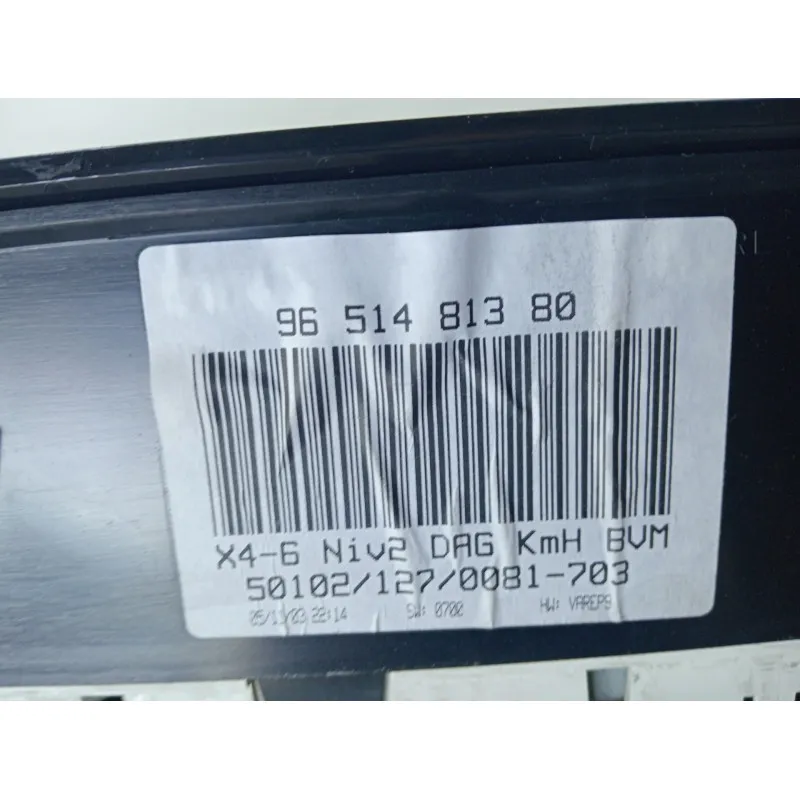 RI
96 514 813 80
X4-6 Niv2 DAG KmH BVM
50102/127/0081-703
05/11/03 22:14 SW: 0700 HW: VAREP9